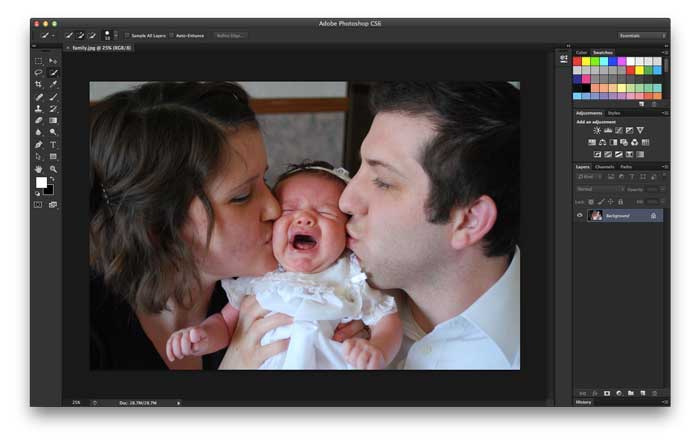 Adobe Photoshop CS6
Sample All Layers Auto-Enhance Refine Edge... Essentials
family.jpg @ 25% (RGB/8)
Color Swatches
Adjustments Styles
Add an adjustment
Layers Channels Paths
Kind
Normal Opacity:
Lock: Fill:
Background
25% Doc: 28.7M/28.7M
History